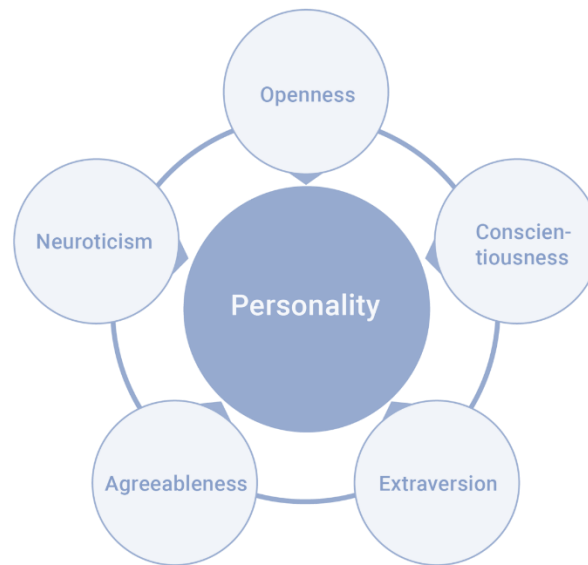 Openness
Conscien-
tiousness
Extraversion
Agreeableness
Neuroticism
Personality